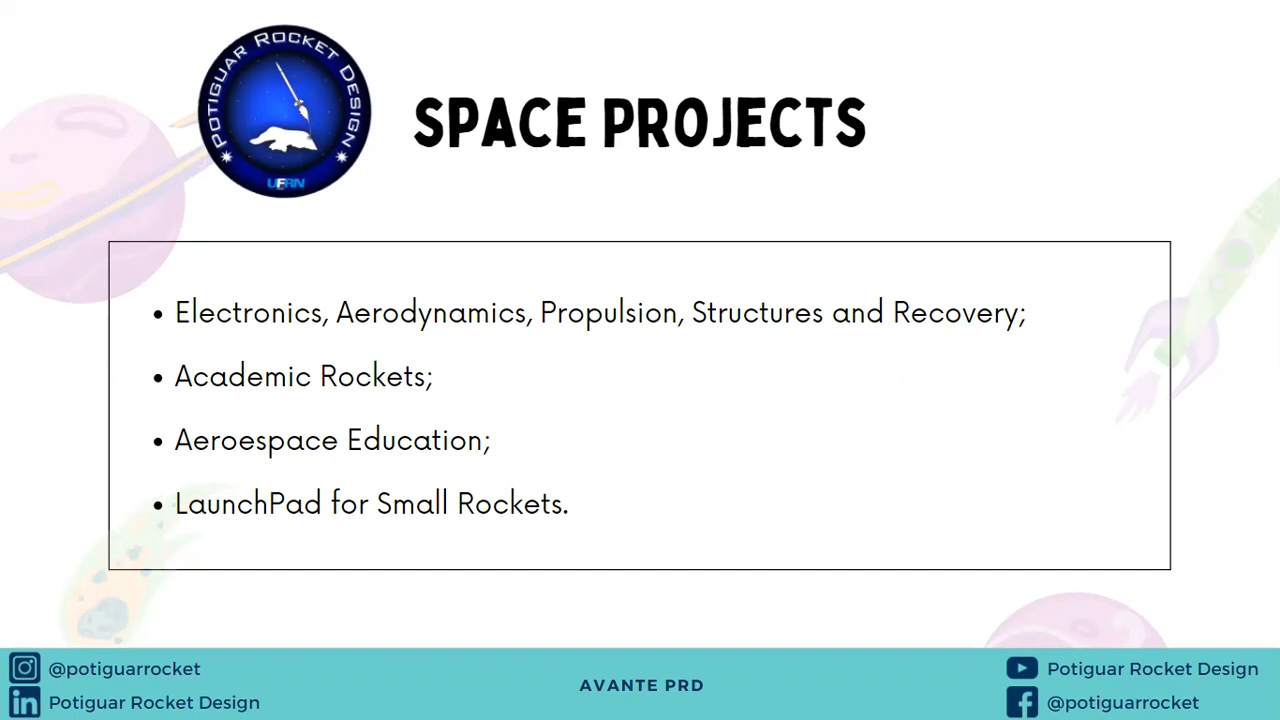 POTIGUAR ROCKET DESIGN
UFRN
SPACE PROJECTS
• Electronics, Aerodynamics, Propulsion, Structures and Recovery;
• Academic Rockets;
• Aeroespace Education;
• LaunchPad for Small Rockets.
@potiguarrocket
Potiguar Rocket Design
AVANTE PRD
Potiguar Rocket Design
@potiguarrocket